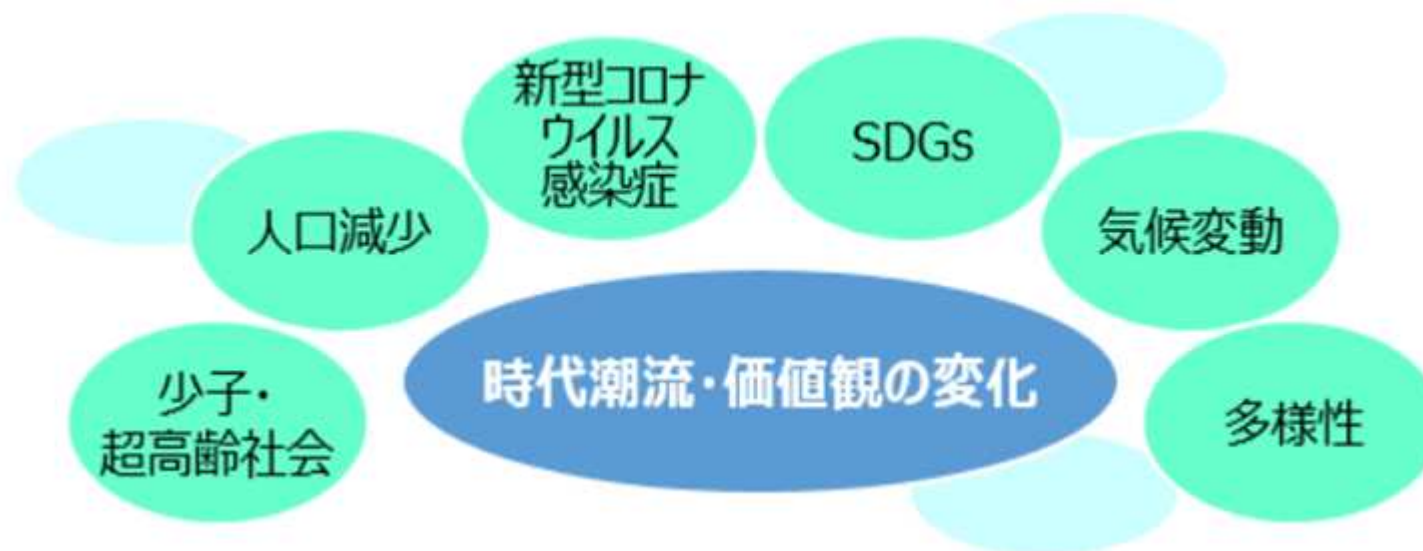 新型コロナ
ウイルス
感染症
SDGs
人口減少
気候変動
時代潮流・価値観の変化
少子・
超高齢社会
多様性